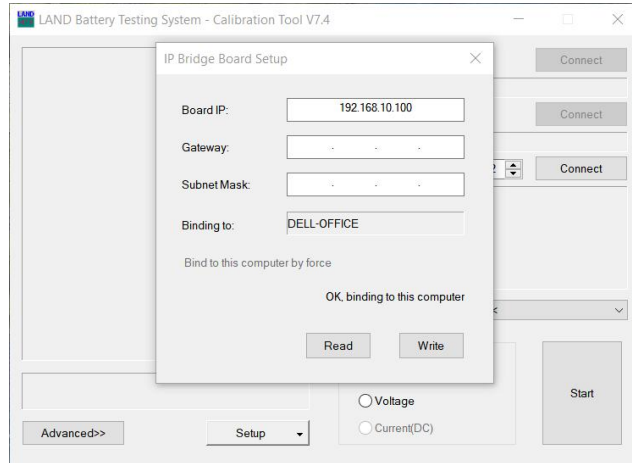 LAND
LAND Battery Testing System - Calibration Tool V7.4
IP Bridge Board Setup
Connect
Board IP: 192.168.10.100
Connect
Gateway: . . .
Connect
Subnet Mask: . . .
Binding to: DELL-OFFICE
Bind to this computer by force
OK, binding to this computer
Read Write
Voltage
Start
Current(DC)
Advanced>> Setup